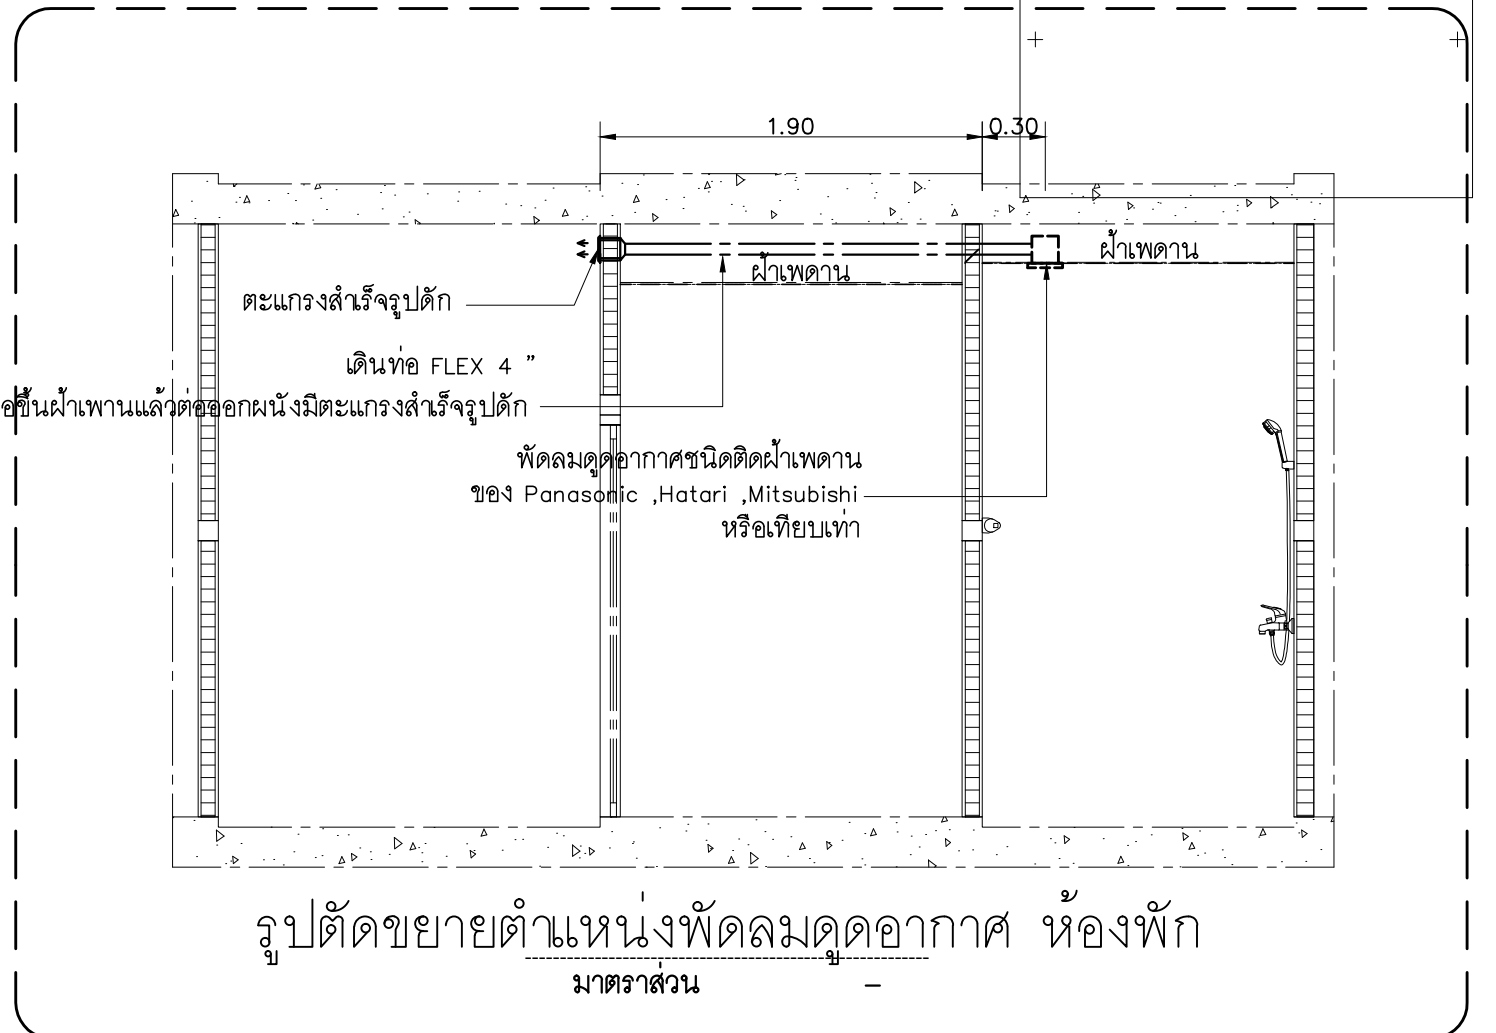 1.90
0.30
ฝ้าเพดาน
ฝ้าเพดาน
ตะแกรงสำเร็จรูปดัก
เดินท่อ FLEX 4 "
อขึ้นฝ้าเพานแล้วต่อออกผนังมีตะแกรงสำเร็จรูปดัก
พัดลมดูดอากาศชนิดติดฝ้าเพดาน
ของ Panasonic ,Hatari ,Mitsubishi
หรือเทียบเท่า
รูปตัดขยายตำแหน่งพัดลมดูดอากาศ ห้องพัก
มาตราส่วน –